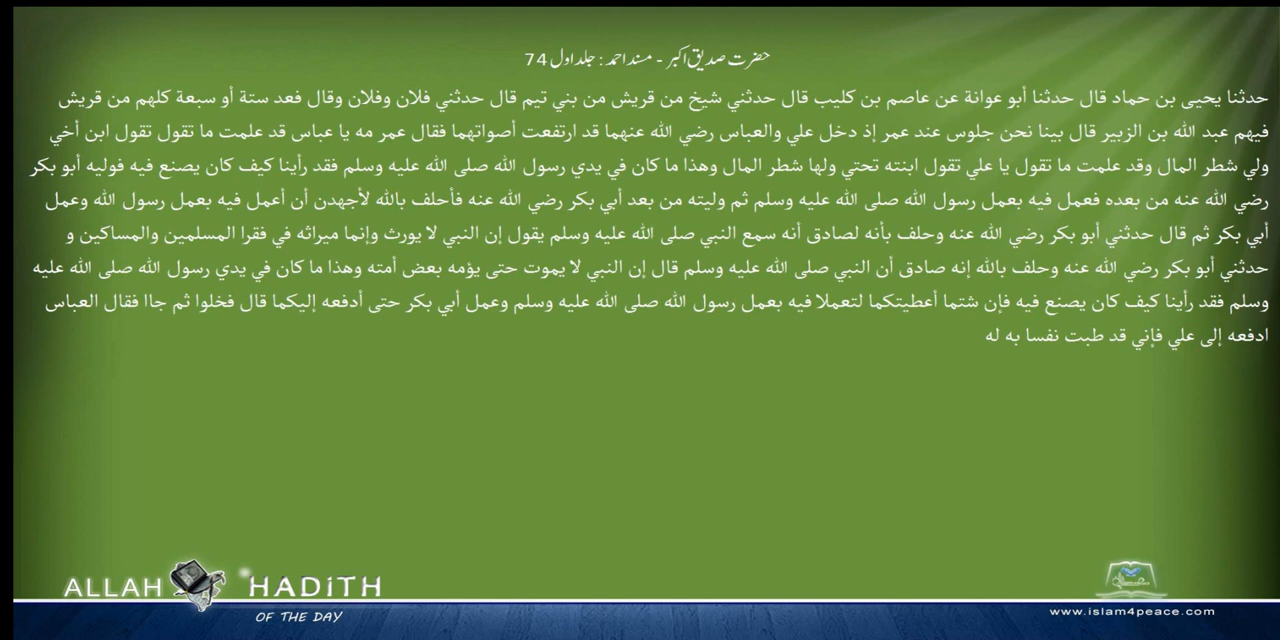 حضرت صدیق اکبر - مسند احمد : جلد اول 74
حدثنا يحيى بن حماد قال حدثنا أبو عوانة عن عاصم بن كليب قال حدثني شيخ من قريش من بني تيم قال حدثني فلان وفلان وقال فعد ستة أو سبعة كلهم من قريش
فيهم عبد الله بن الزبير قال بينا نحن جلوس عند عمر إذ دخل علي والعباس رضي الله عنهما قد ارتفعت أصواتهما فقال عمر مه يا عباس قد علمت ما تقول تقول ابن أخي
ولي شطر المال وقد علمت ما تقول يا علي تقول ابنته تحتي ولها شطر المال وهذا ما كان في يدي رسول الله صلى الله عليه وسلم فقد رأينا كيف كان يصنع فيه فوليه أبو بكر
رضي الله عنه من بعده فعمل فيه بعمل رسول الله صلى الله عليه وسلم ثم وليته من بعد أبي بكر رضي الله عنه فأحلف بالله لأجهدن أن أعمل فيه بعمل رسول الله وعمل
أبي بكر ثم قال حدثني أبو بكر رضي الله عنه وحلف بأنه لصادق أنه سمع النبي صلى الله عليه وسلم يقول إن النبي لا يورث وإنما ميراثه في فقرا المسلمين والمساكين و
حدثني أبو بكر رضي الله عنه وحلف بالله إنه صادق أن النبي صلى الله عليه وسلم قال إن النبي لا يموت حتى يؤمه بعض أمته وهذا ما كان في يدي رسول الله صلى الله عليه
وسلم فقد رأينا كيف كان يصنع فيه فإن شتما أعطيتكما لتعملا فيه بعمل رسول الله صلى الله عليه وسلم وعمل أبي بكر حتى أدفعه إليكما قال فخلوا ثم جاا فقال العباس
ادفعه إلى علي فإني قد طبت نفسا به له
ALLAH HADITH
OF THE DAY
www.islam4peace.com